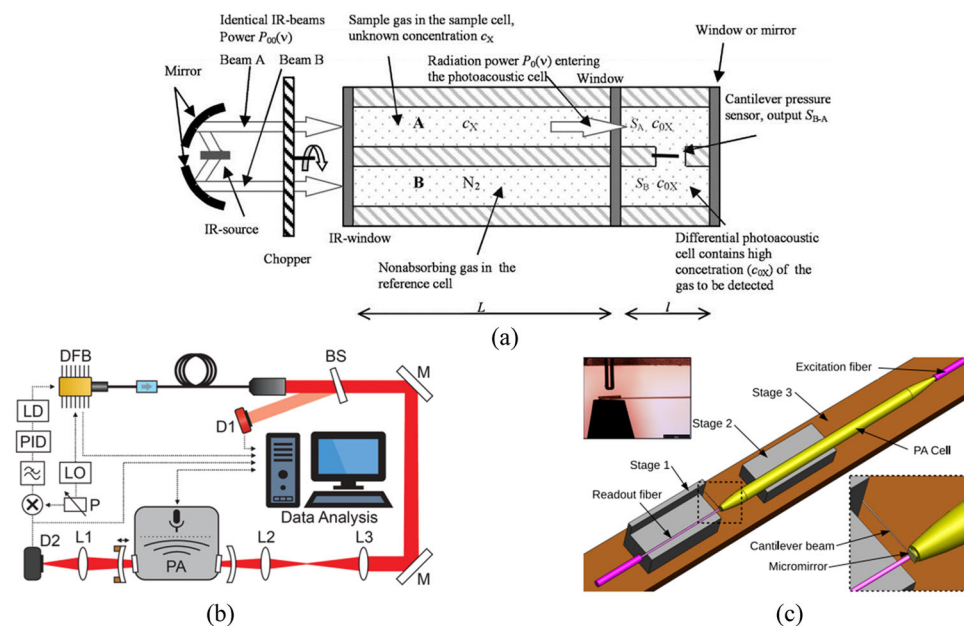 Identical IR-beams
Power P₀₀(ν)
Beam A
Beam B
Mirror
IR-source
Chopper
Sample gas in the sample cell,
unknown concentration cX
Radiation power P₀(ν) entering
the photoacoustic cell
Window
Window or mirror
Cantilever pressure
sensor, output SB-A
A
cX
SA c0X
B
N₂
SB c0X
IR-window
Nonabsorbing gas in the
reference cell
Differential photoacoustic
cell contains high
concetration (c0X) of the
gas to be detected
L
l
(a)
DFB
BS
M
LD
D1
PID
LO
P
Data Analysis
D2
L1
PA
L2
L3
M
(b)
Excitation fiber
Stage 3
Stage 2
PA Cell
Stage 1
Readout fiber
Cantilever beam
Micromirror
(c)